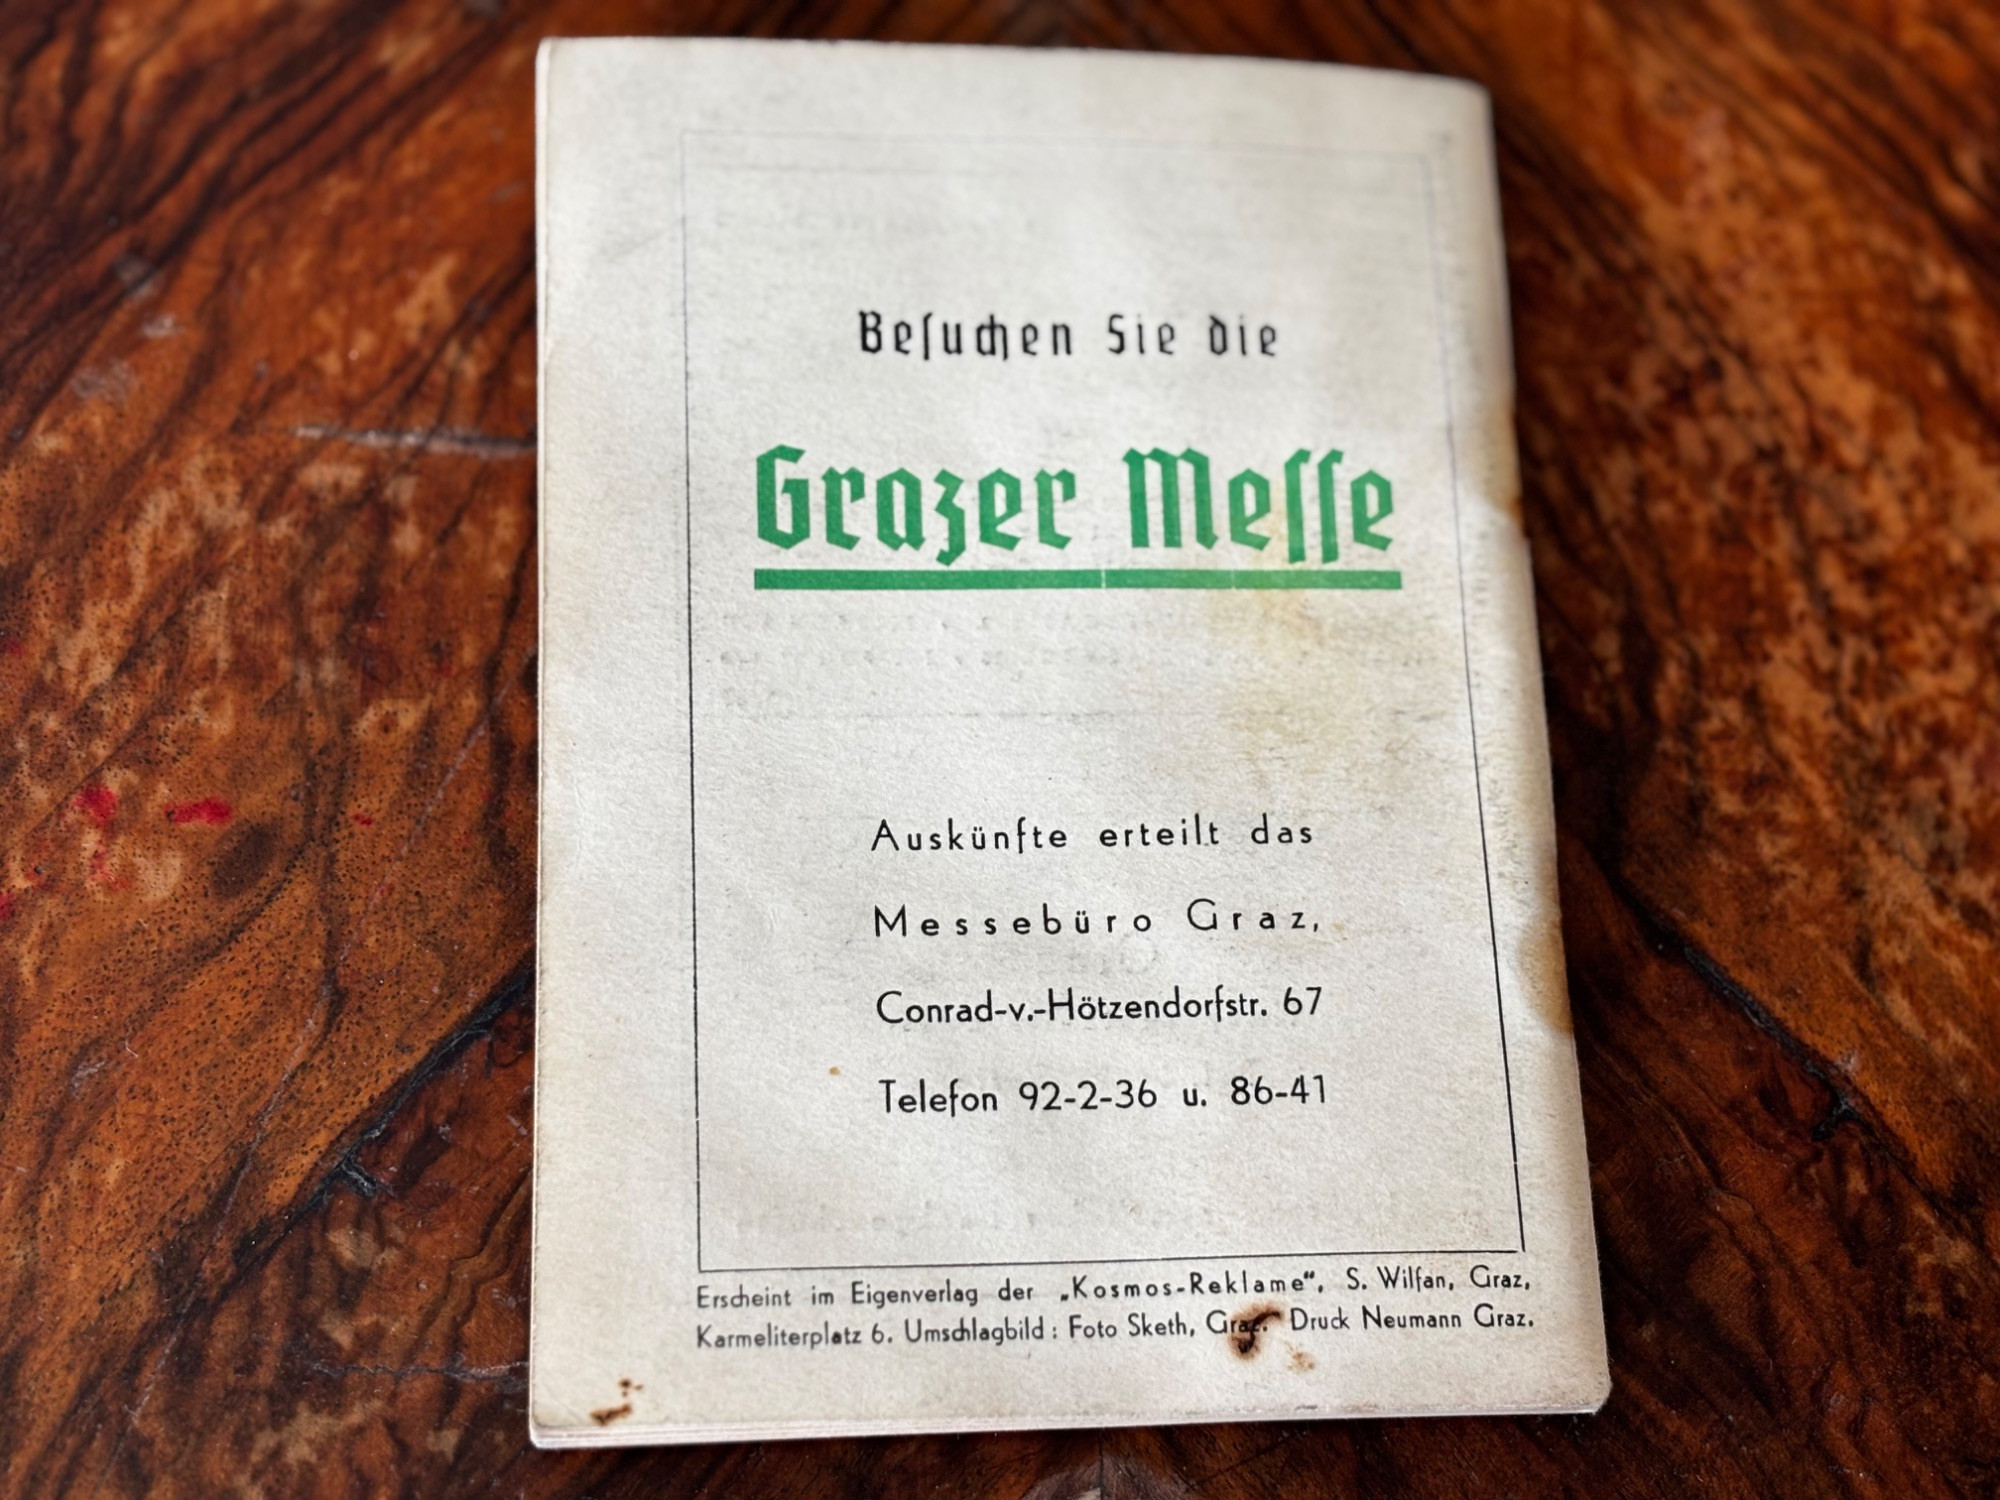 Beſuchen Sie die
Grazer Meſſe
Auskünfte erteilt das
Messebüro Graz,
Conrad-v.-Hötzendorfstr. 67
Telefon 92-2-36 u. 86-41
Erscheint im Eigenverlag der „Kosmos-Reklame“, S. Wilfan, Graz,
Karmeliterplatz 6. Umschlagbild: Foto Sketh, Graz. Druck Neumann Graz.